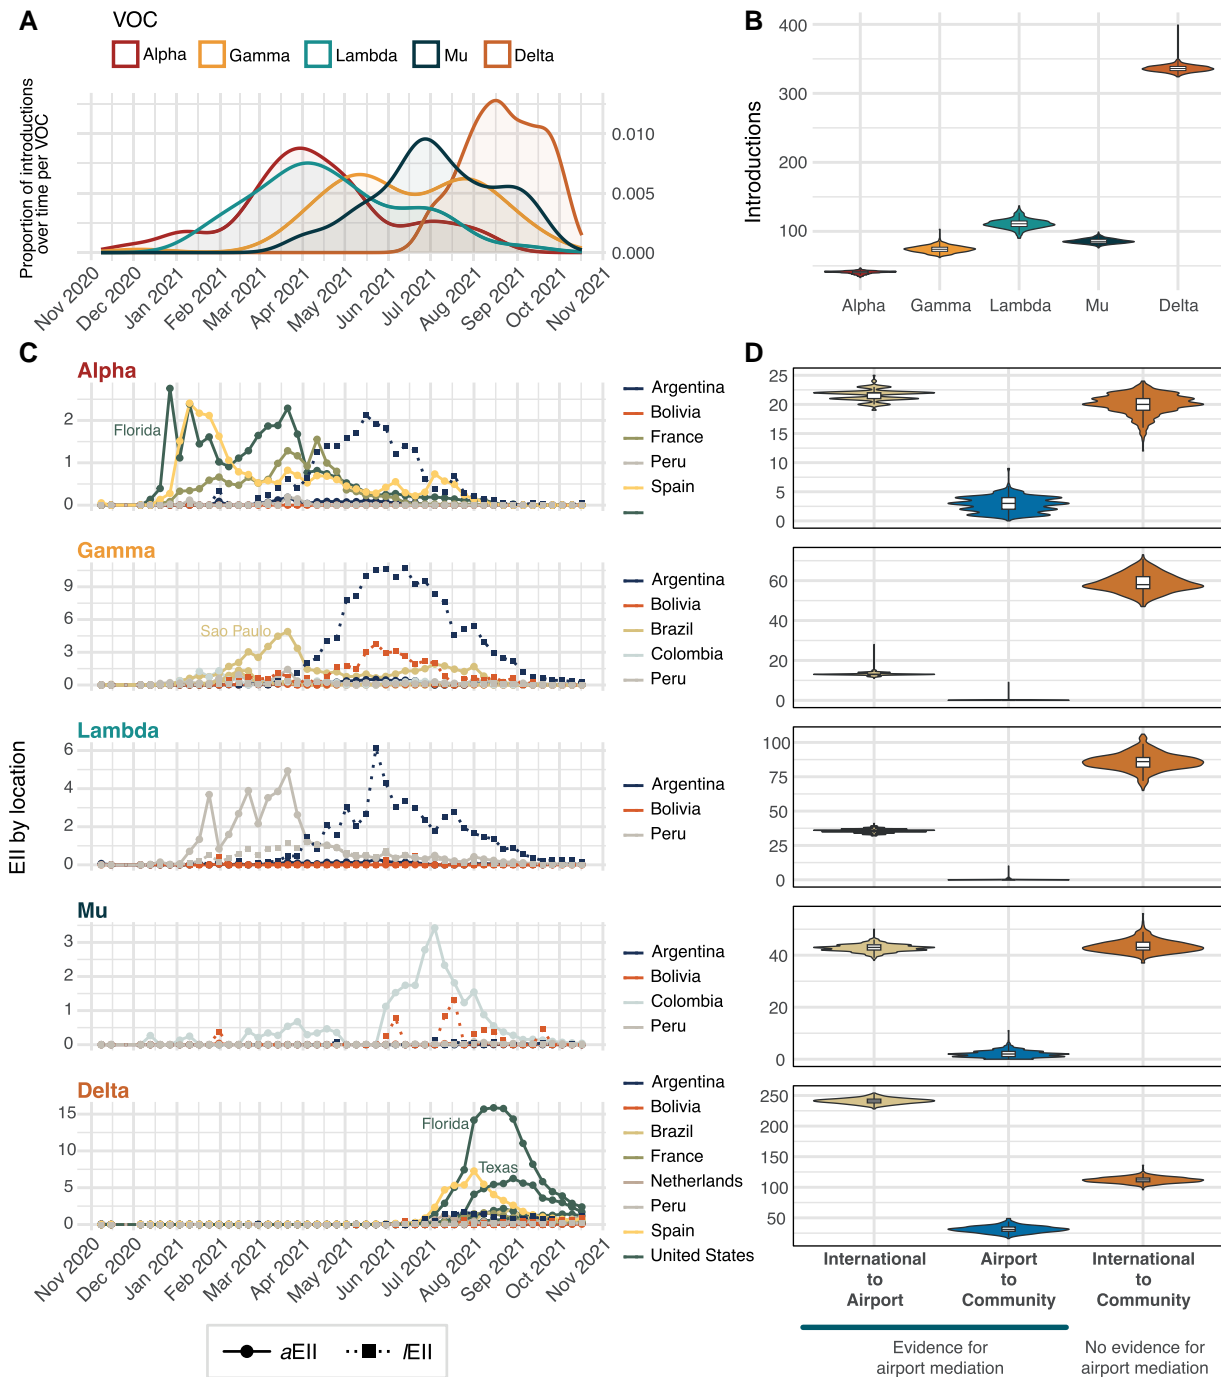 A
VOC
Alpha
Gamma
Lambda
Mu
Delta
Proportion of introductions
over time per VOC
0.010
0.005
0.000
Nov 2020
Dec 2020
Jan 2021
Feb 2021
Mar 2021
Apr 2021
May 2021
Jun 2021
Jul 2021
Aug 2021
Sep 2021
Oct 2021
Nov 2021
B
Introductions
400
300
200
100
Alpha
Gamma
Lambda
Mu
Delta
C
EII by location
Alpha
2
1
0
Florida
Argentina
Bolivia
France
Peru
Spain
Gamma
9
6
3
0
Sao Paulo
Argentina
Bolivia
Brazil
Colombia
Peru
Lambda
6
4
2
0
Argentina
Bolivia
Peru
Mu
3
2
1
0
Argentina
Bolivia
Colombia
Peru
Delta
15
10
5
0
Florida
Texas
Argentina
Bolivia
Brazil
France
Netherlands
Peru
Spain
United States
Nov 2020
Dec 2020
Jan 2021
Feb 2021
Mar 2021
Apr 2021
May 2021
Jun 2021
Jul 2021
Aug 2021
Sep 2021
Oct 2021
Nov 2021
aEII
lEII
D
25
20
15
10
5
0
60
40
20
0
100
75
50
25
0
40
20
0
250
200
150
100
50
International
to
Airport
Airport
to
Community
International
to
Community
Evidence for
airport mediation
No evidence for
airport mediation